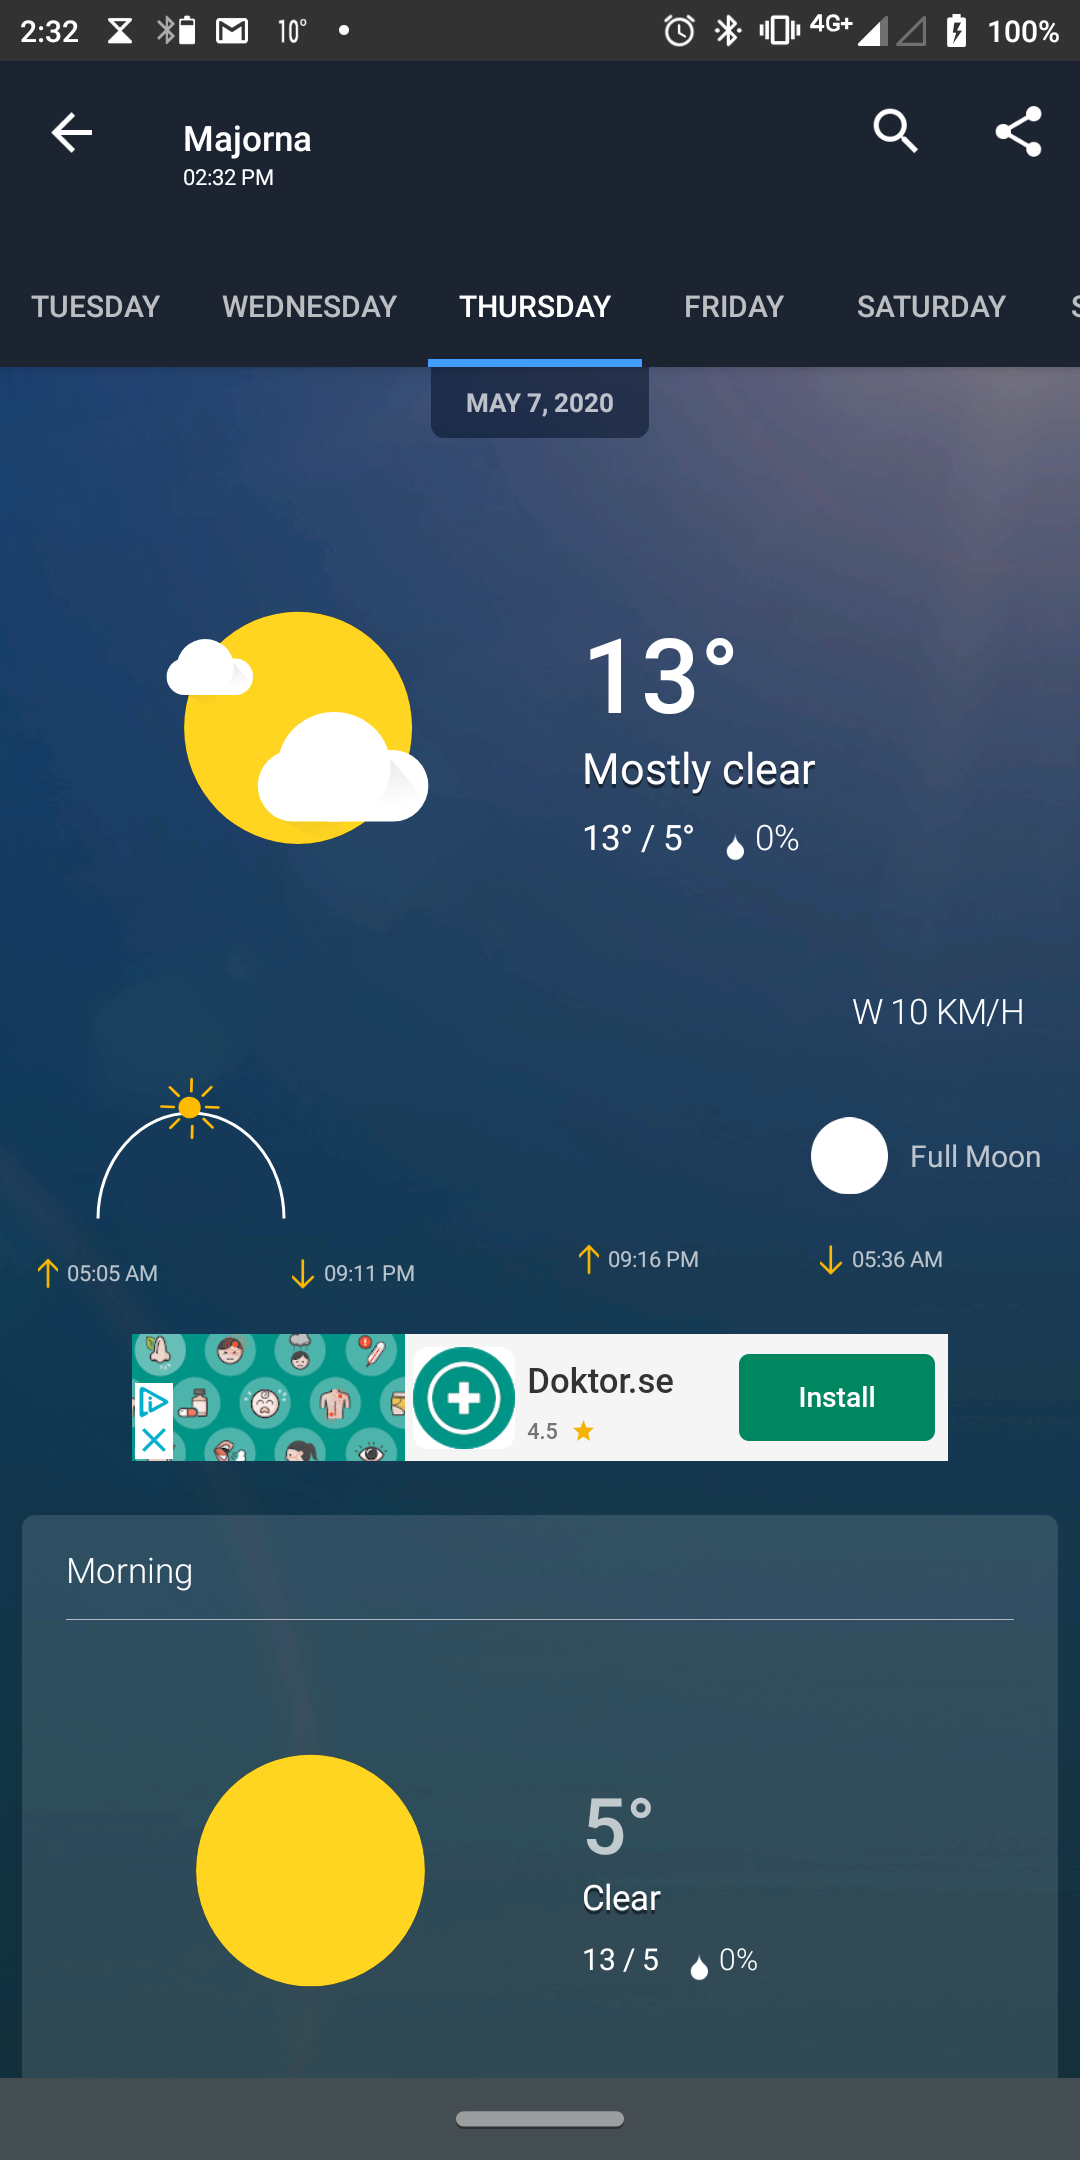 2:32 10° 4G+ 100%
Majorna
02:32 PM
TUESDAY WEDNESDAY THURSDAY FRIDAY SATURDAY S
MAY 7, 2020
13°
Mostly clear
13° / 5° 0%
W 10 KM/H
Full Moon
05:05 AM 09:11 PM 09:16 PM 05:36 AM
Doktor.se
4.5
Install
Morning
5°
Clear
13 / 5 0%